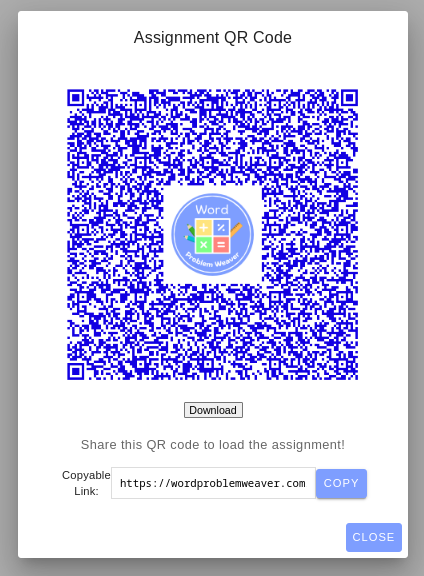 Assignment QR Code
Word
Problem Weaver
Download
Share this QR code to load the assignment!
Copyable
Link:
https://wordproblemweaver.com
COPY
CLOSE